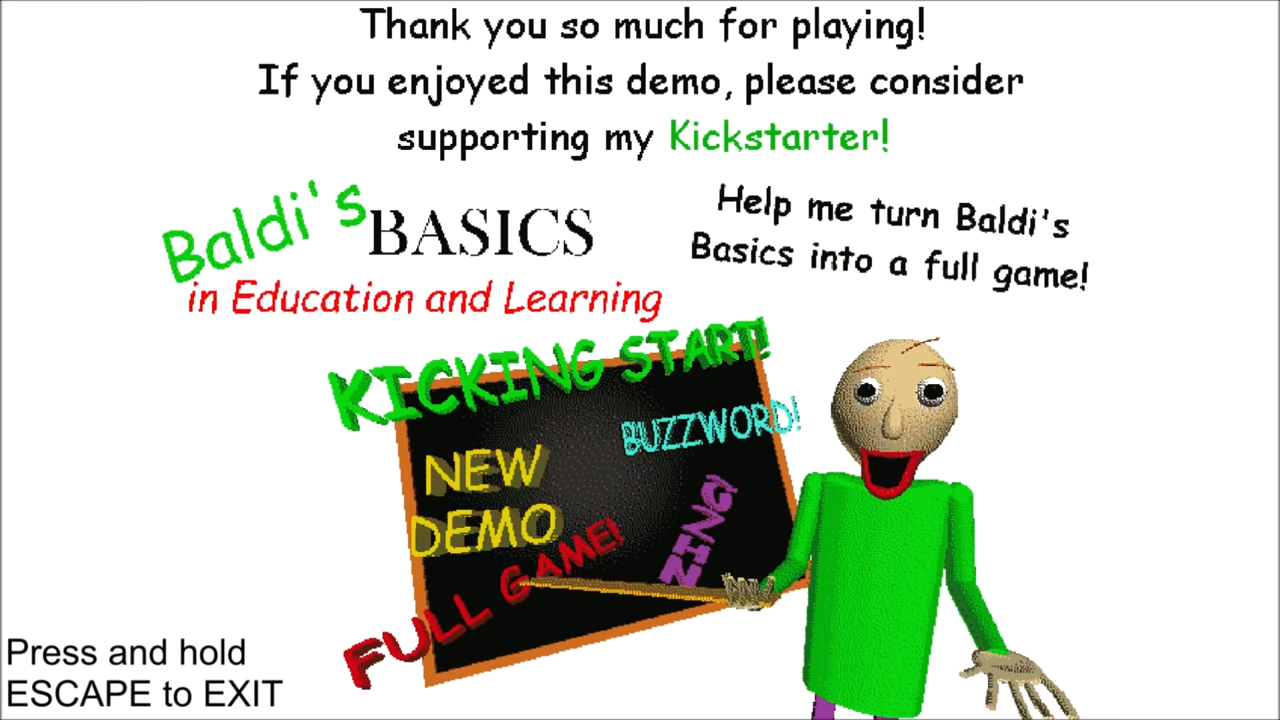 Thank you so much for playing!
If you enjoyed this demo, please consider
supporting my Kickstarter!
Baldi's BASICS
in Education and Learning
Help me turn Baldi's
Basics into a full game!
KICKING START!
BUZZWORD!
NEW
DEMO
ZING!
FULL GAME!
Press and hold
ESCAPE to EXIT